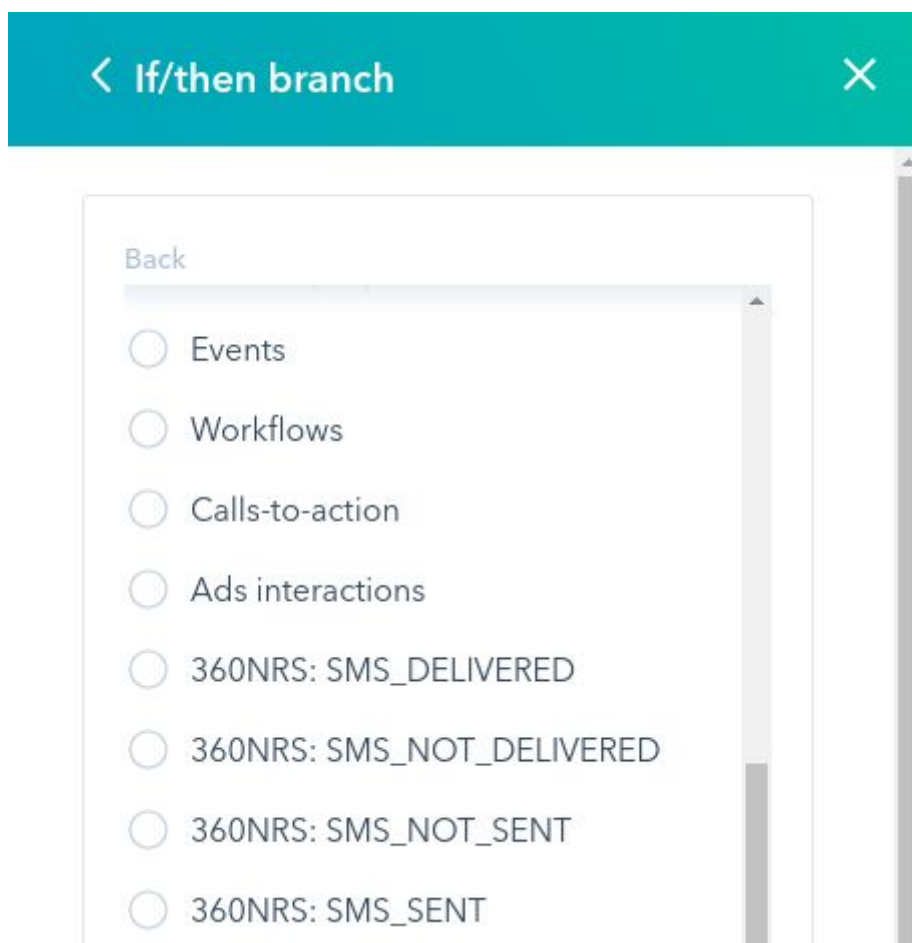 If/then branch
Back
Events
Workflows
Calls-to-action
Ads interactions
360NRS: SMS_DELIVERED
360NRS: SMS_NOT_DELIVERED
360NRS: SMS_NOT_SENT
360NRS: SMS_SENT